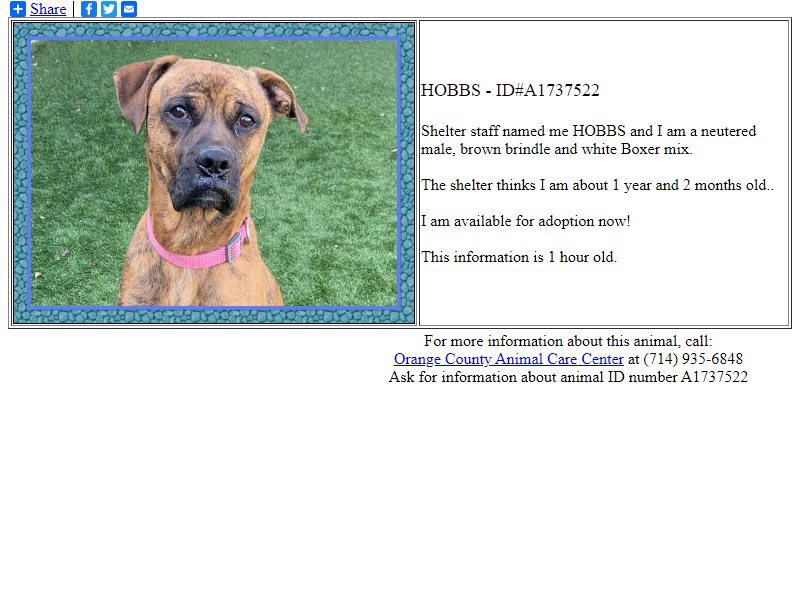 Share |
HOBBS - ID#A1737522
Shelter staff named me HOBBS and I am a neutered
male, brown brindle and white Boxer mix.
The shelter thinks I am about 1 year and 2 months old..
I am available for adoption now!
This information is 1 hour old.
For more information about this animal, call:
Orange County Animal Care Center at (714) 935-6848
Ask for information about animal ID number A1737522